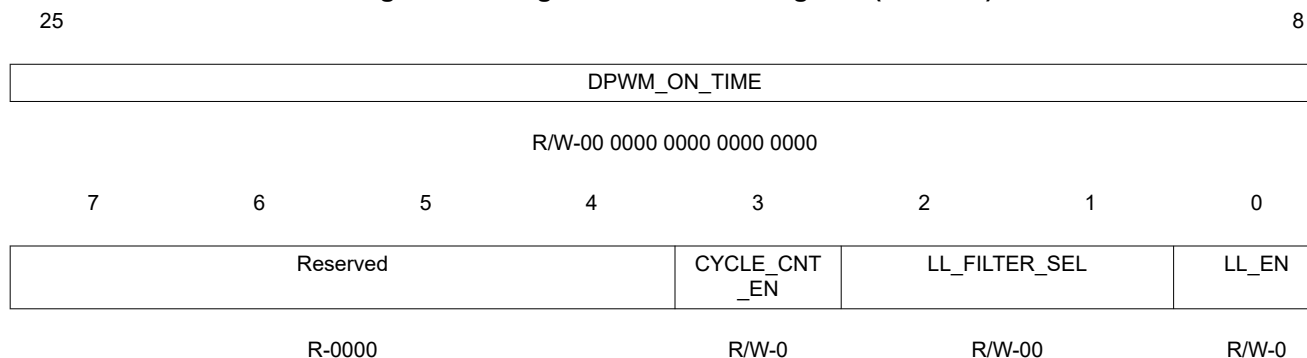 25 8
DPWM_ON_TIME
R/W-00 0000 0000 0000 0000
7 6 5 4 3 2 1 0
Reserved CYCLE_CNT LL_FILTER_SEL LL_EN
_EN
R-0000 R/W-0 R/W-00 R/W-0